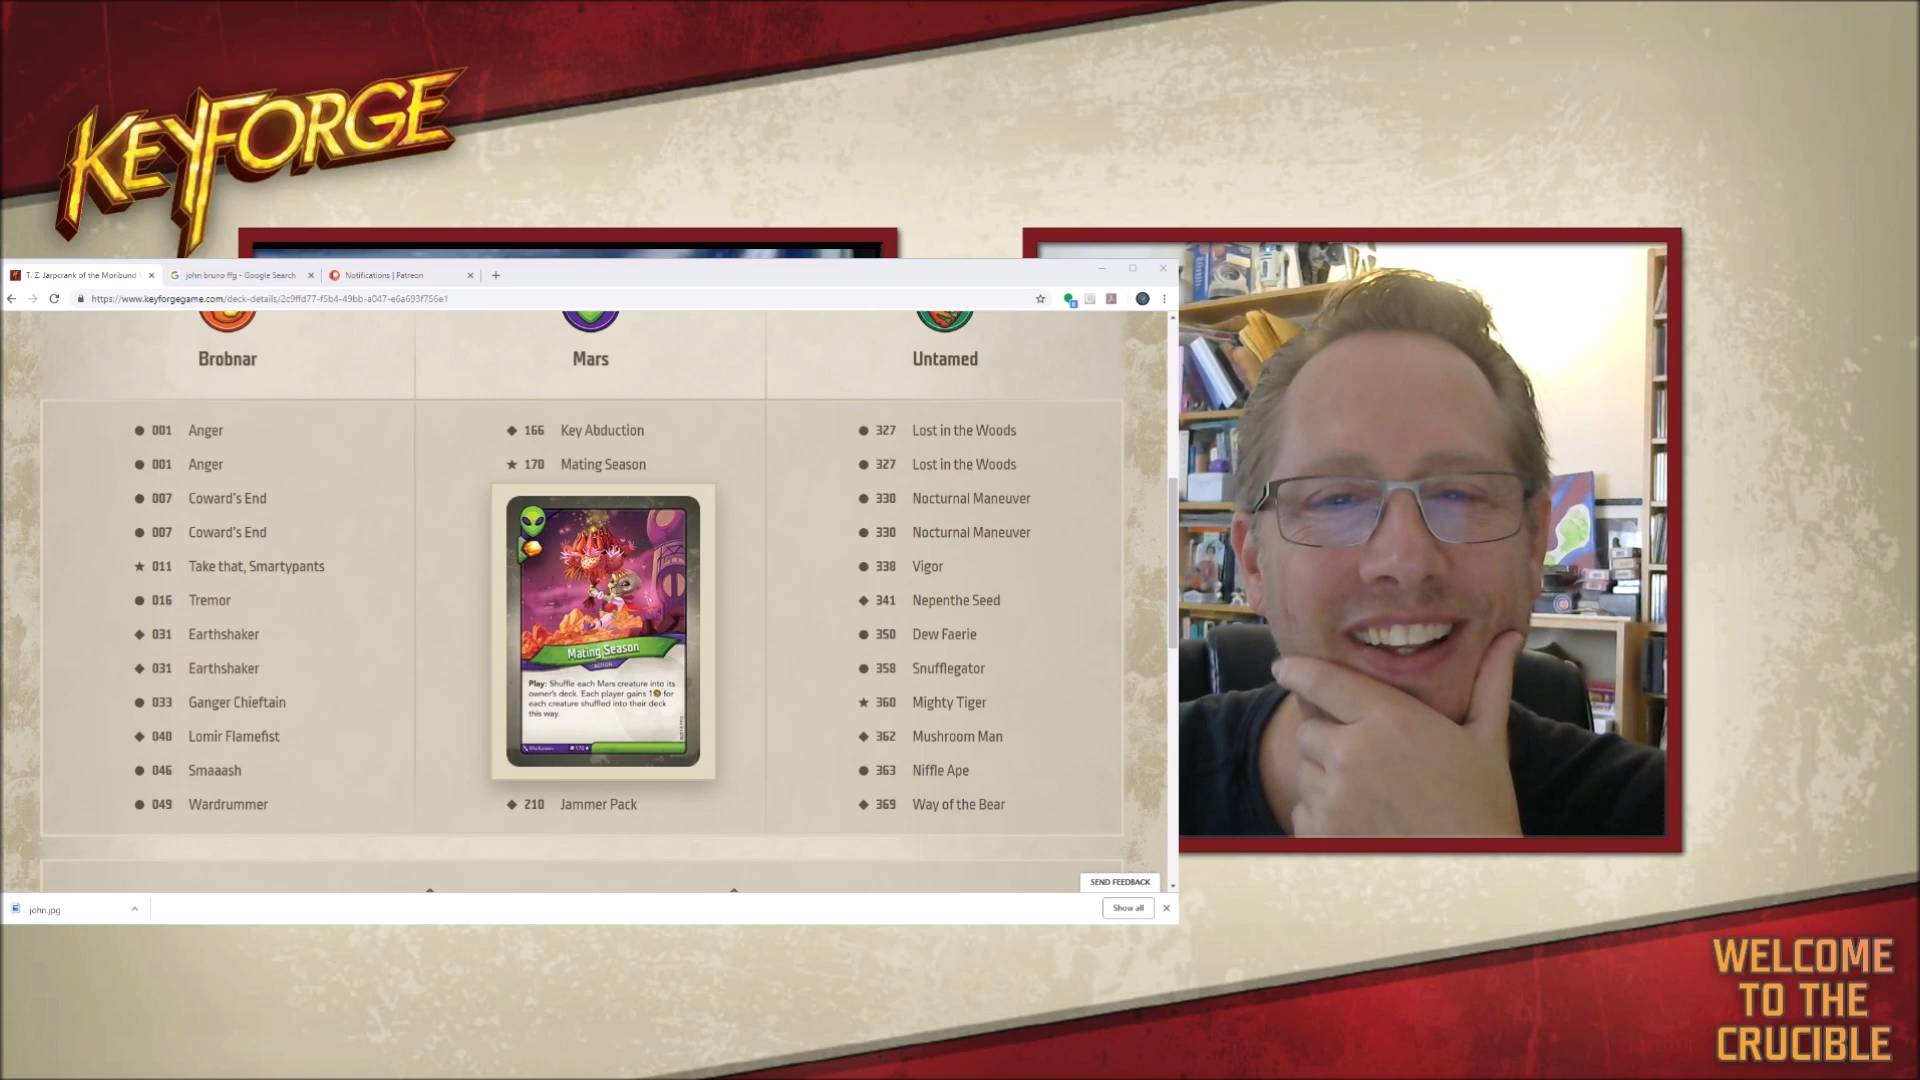 KEYFORGE
T. Z. Jarpcrank of the Moribund
john bruno ffg - Google Search
Notifications | Patreon
https://www.keyforgegame.com/deck-details/2c9ffd77-f5b4-49bb-a047-e6a693f756e1
Brobnar
Mars
Untamed
001 Anger
166 Key Abduction
327 Lost in the Woods
001 Anger
170 Mating Season
327 Lost in the Woods
007 Coward's End
330 Nocturnal Maneuver
007 Coward's End
330 Nocturnal Maneuver
011 Take that, Smartypants
338 Vigor
016 Tremor
341 Nepenthe Seed
031 Earthshaker
350 Dew Faerie
031 Earthshaker
358 Snufflegator
033 Ganger Chieftain
360 Mighty Tiger
040 Lomir Flamefist
362 Mushroom Man
046 Smaaash
363 Niffle Ape
049 Wardrummer
210 Jammer Pack
369 Way of the Bear
Mating Season
ACTION
Play: Shuffle each Mars creature into its
owner's deck. Each player gains 1 for
each creature shuffled into their deck
this way.
170
SEND FEEDBACK
john.jpg
Show all
WELCOME
TO THE
CRUCIBLE